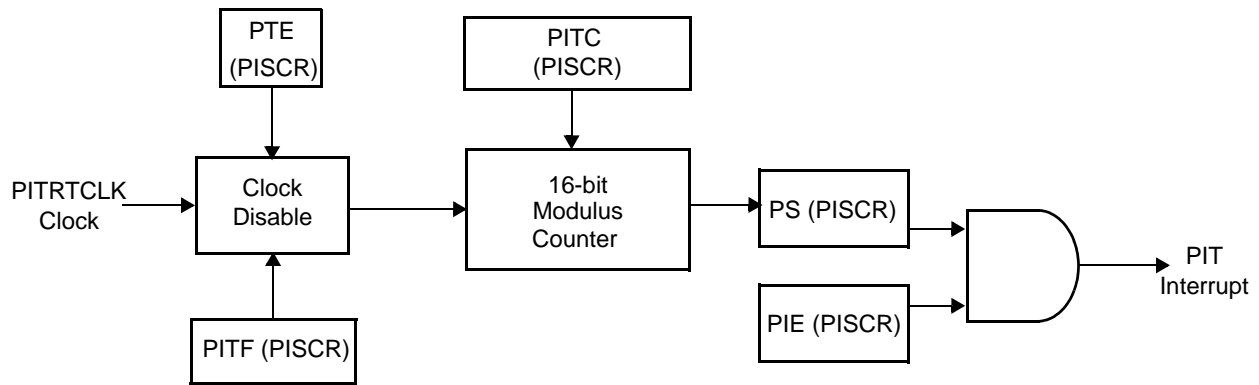 PTE
(PISCR)
PITC
(PISCR)
PITRTCLK
Clock
Clock
Disable
16-bit
Modulus
Counter
PS (PISCR)
PIE (PISCR)
PIT
Interrupt
PITF (PISCR)